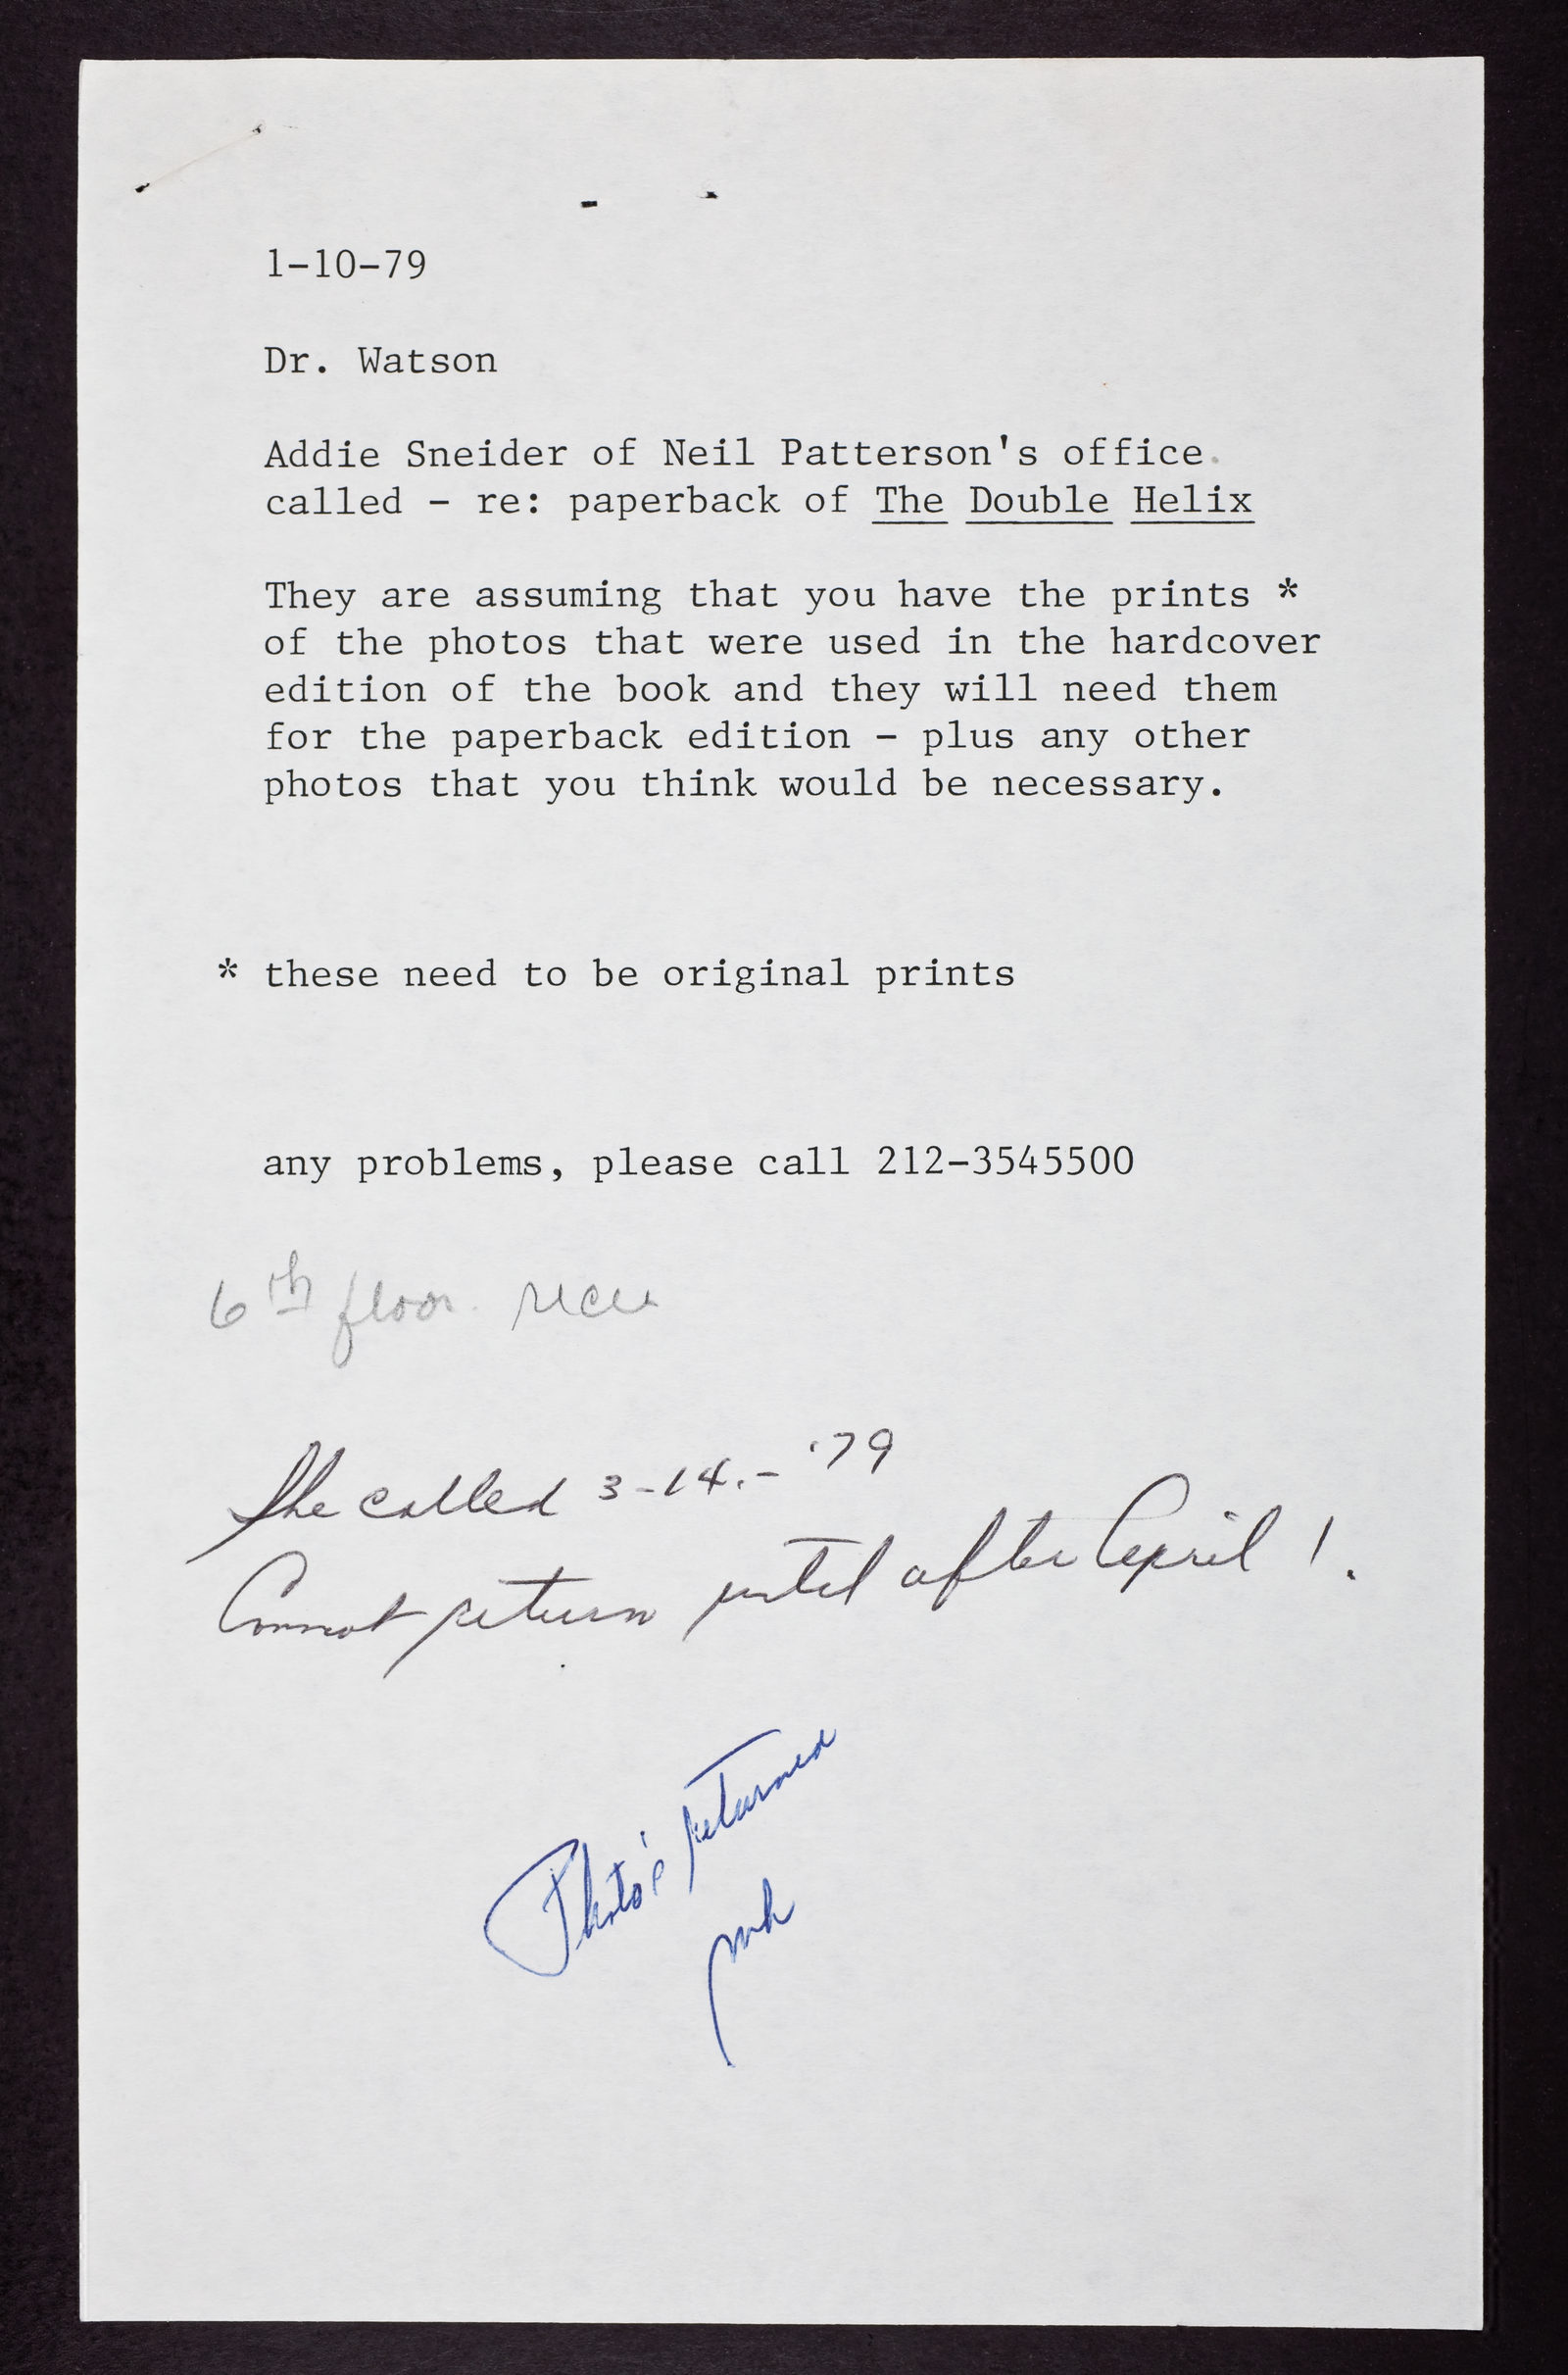 1-10-79
Dr. Watson
Addie Sneider of Neil Patterson's office
called - re: paperback of The Double Helix
They are assuming that you have the prints *
of the photos that were used in the hardcover
edition of the book and they will need them
for the paperback edition - plus any other
photos that you think would be necessary.
* these need to be original prints
any problems, please call 212-3545500
6th floor
She called 3-14.- '79
Cannot return until after April 1.
Photo's returned
mh